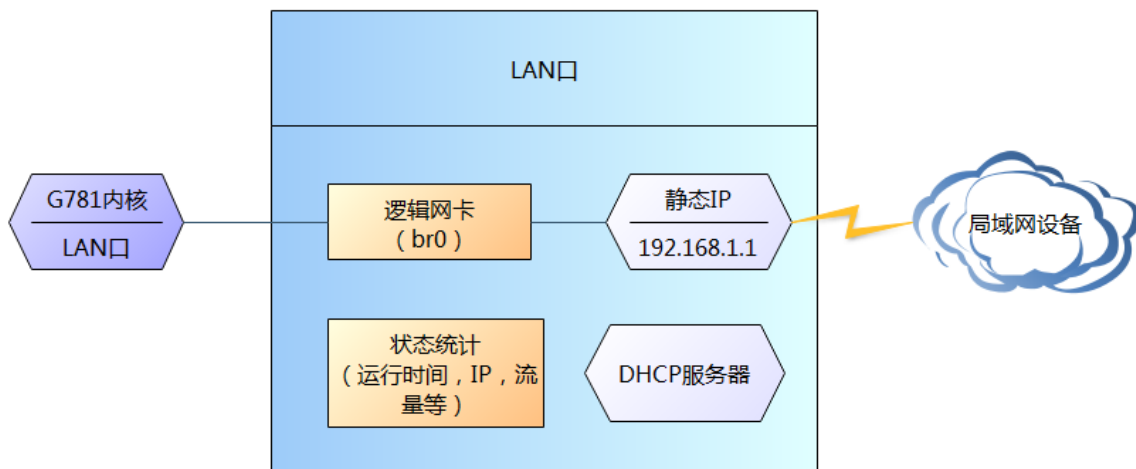 LAN口
G781内核
LAN口
逻辑网卡
（br0）
静态IP
192.168.1.1
局域网设备
状态统计
（运行时间，IP，流
量等）
DHCP服务器